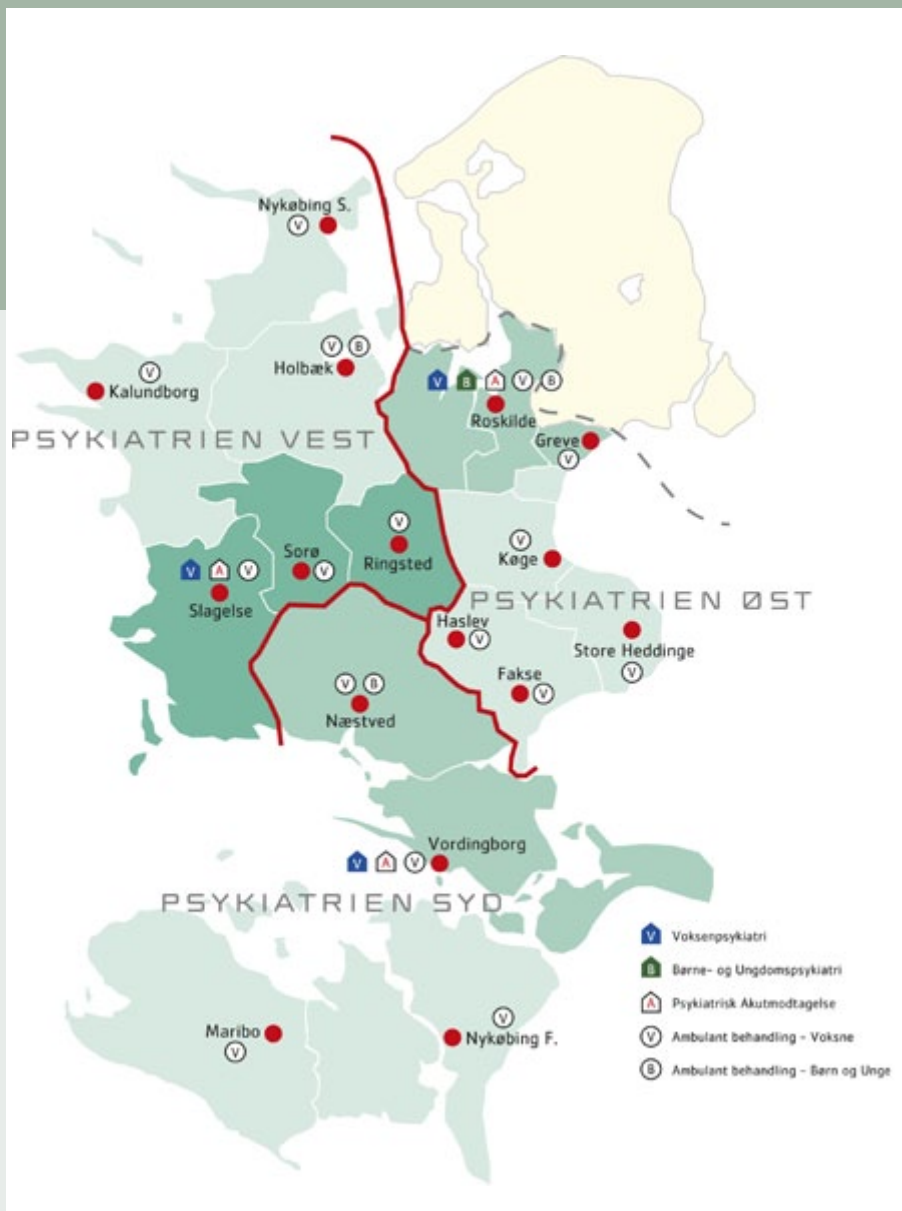 Nykøbing S.
V
V B
Holbæk
V
Kalundborg
PSYKIATRIEN VEST
V B A V B
Roskilde
Greve
V
V
Ringsted
V
Køge
Sorø
V
V A V
Slagelse
PSYKIATRIEN ØST
Haslev
V
Store Heddinge
V
Fakse
V
V B
Næstved
Vordingborg
V A V
PSYKIATRIEN SYD
V Voksenpsykiatri
B Børne- og Ungdomspsykiatri
A Psykiatrisk Akutmodtagelse
V Ambulant behandling - Voksne
B Ambulant behandling - Børn og Unge
Maribo
V
V
Nykøbing F.